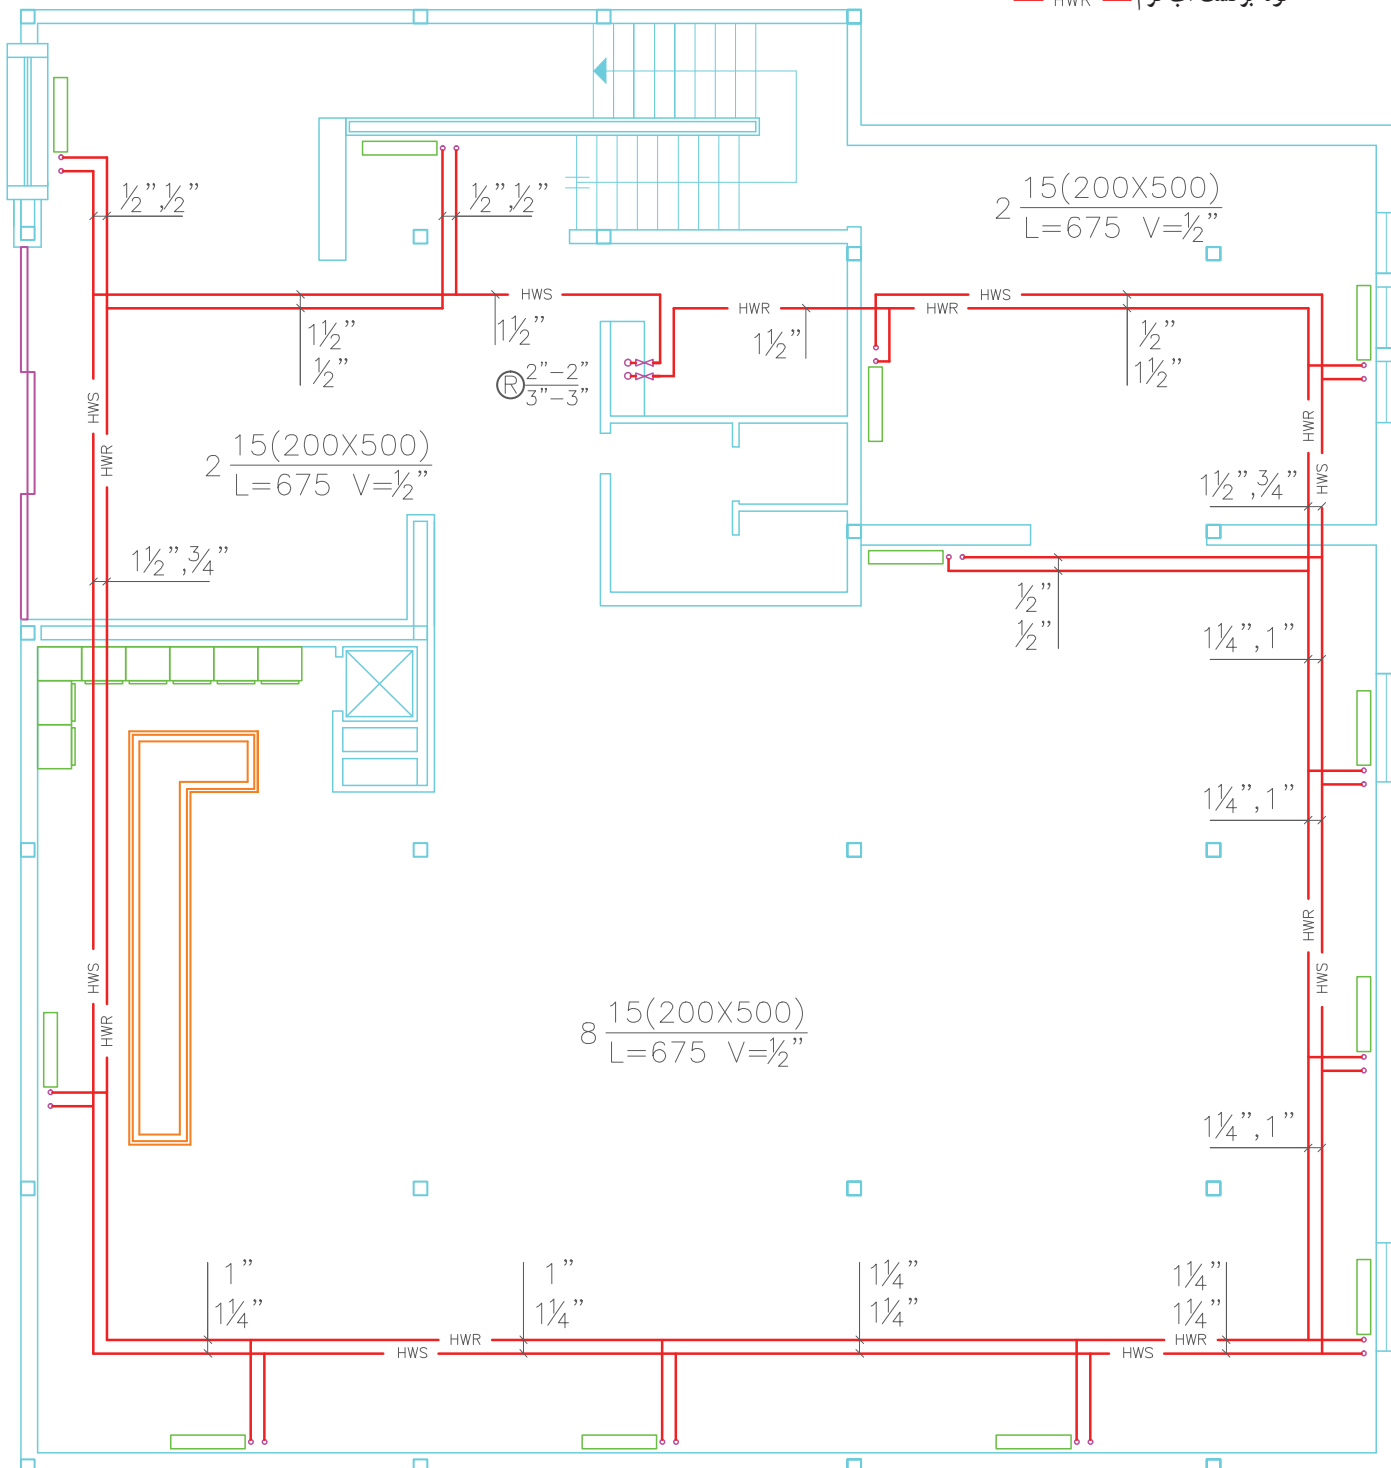 HWR
½”,½”
½”,½”
2 15(200X500)
L=675 V=½”
HWS
HWR
HWR
HWS
1½”
½”
1½”
1½”
½”
1½”
R 2”-2”
3”-3”
HWS
HWR
HWR
HWS
2 15(200X500)
L=675 V=½”
1½”,¾”
1½”,¾”
½”
½”
1¼”,1”
1¼”,1”
HWS
HWR
HWR
HWS
8 15(200X500)
L=675 V=½”
1¼”,1”
1”
1¼”
1”
1¼”
1¼”
1¼”
1¼”
1¼”
HWR
HWS
HWR
HWS